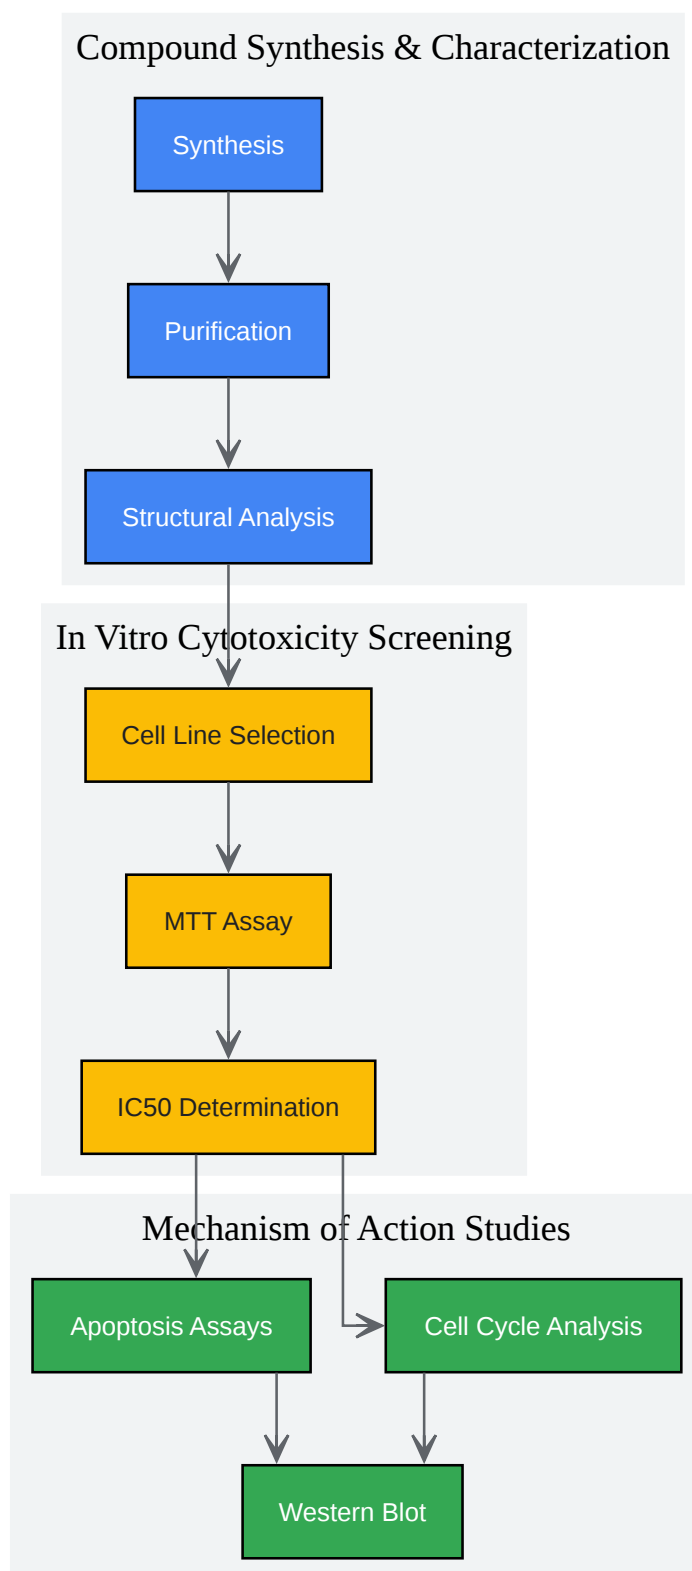 Compound Synthesis & Characterization
Synthesis
Purification
Structural Analysis
In Vitro Cytotoxicity Screening
Cell Line Selection
MTT Assay
IC50 Determination
Mechanism of Action Studies
Apoptosis Assays
Cell Cycle Analysis
Western Blot